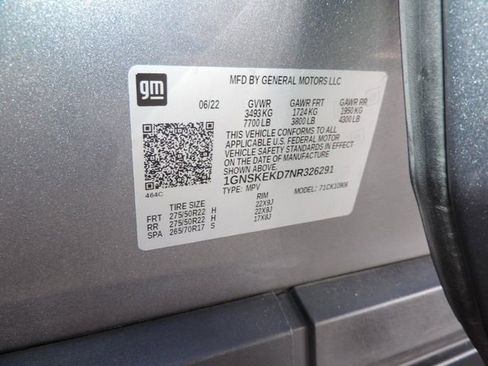 gm
MFD BY GENERAL MOTORS LLC
06/22 GVWR GAWR FRT GAWR RR
3493 KG 1724 KG 1950 KG
7700 LB 3800 LB 4300 LB
THIS VEHICLE CONFORMS TO ALL
APPLICABLE U.S. FEDERAL MOTOR
VEHICLE SAFETY STANDARDS IN EFFECT
ON THE DATE OF MANUFACTURE
SHOWN ABOVE.
1GNSKEKD7NR326291
TYPE: MPV MODEL:
464C
TIRE SIZE RIM
FRT 275/50R22 H 22X9J
RR 275/50R22 H 22X9J
SPA 265/70R17 S 17X8J